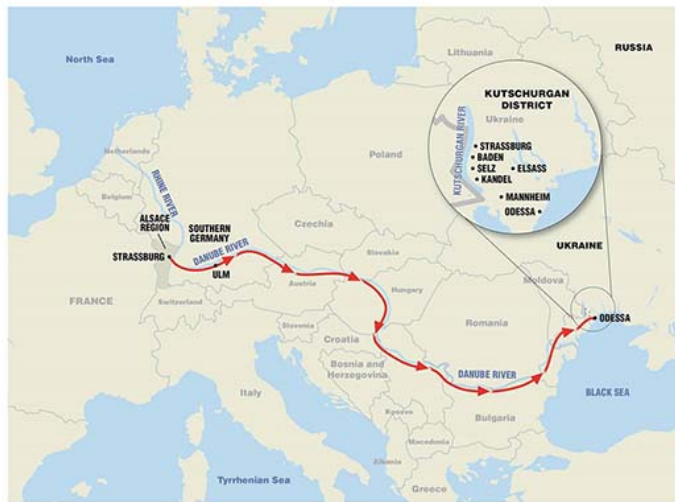 North Sea
Lithuania
RUSSIA
KUTSCHURGAN
DISTRICT
Ukraine
KUTSCHURGAN RIVER
STRASSBURG
BADEN
SELZ
ELSASS
KANDEL
MANNHEIM
ODESSA
Netherlands
Poland
Belgium
RHINE RIVER
ALSACE
REGION
SOUTHERN
GERMANY
Czechia
STRASSBURG
DANUBE RIVER
ULM
Slovakia
UKRAINE
FRANCE
Switzerland
Austria
Hungary
Moldova
Slovenia
Croatia
Romania
ODESSA
Bosnia and
Herzegovina
Italy
DANUBE RIVER
BLACK SEA
Kosovo
Bulgaria
Macedonia
Albania
Tyrrhenian Sea
Greece